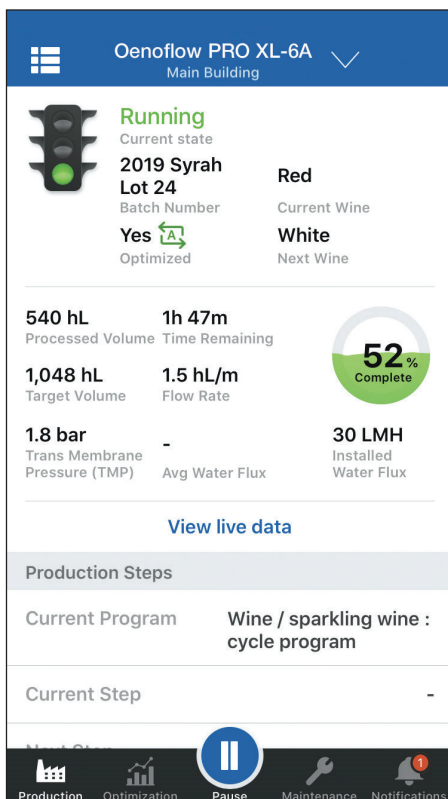 Oenoflow PRO XL-6A
Main Building
Running
Current state
2019 Syrah
Lot 24
Batch Number
Red
Current Wine
Yes A
Optimized
White
Next Wine
540 hL
Processed Volume
1h 47m
Time Remaining
52%
Complete
1,048 hL
Target Volume
1.5 hL/m
Flow Rate
1.8 bar
Trans Membrane
Pressure (TMP)
-
Avg Water Flux
30 LMH
Installed
Water Flux
View live data
Production Steps
Current Program
Wine / sparkling wine :
cycle program
Current Step
-
Next Step
Production
Optimization
Pause
Maintenance
1
Notifications